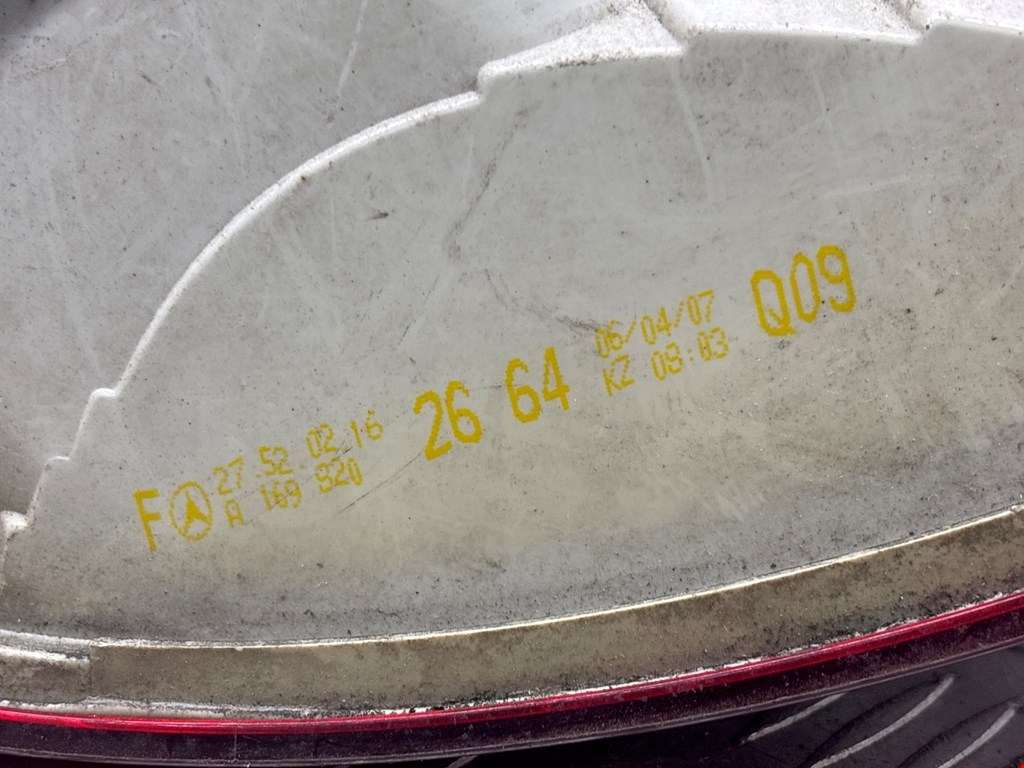 F 27.52.02.16
A 169 820 26 64
06/04/07
KZ 08:03
Q09